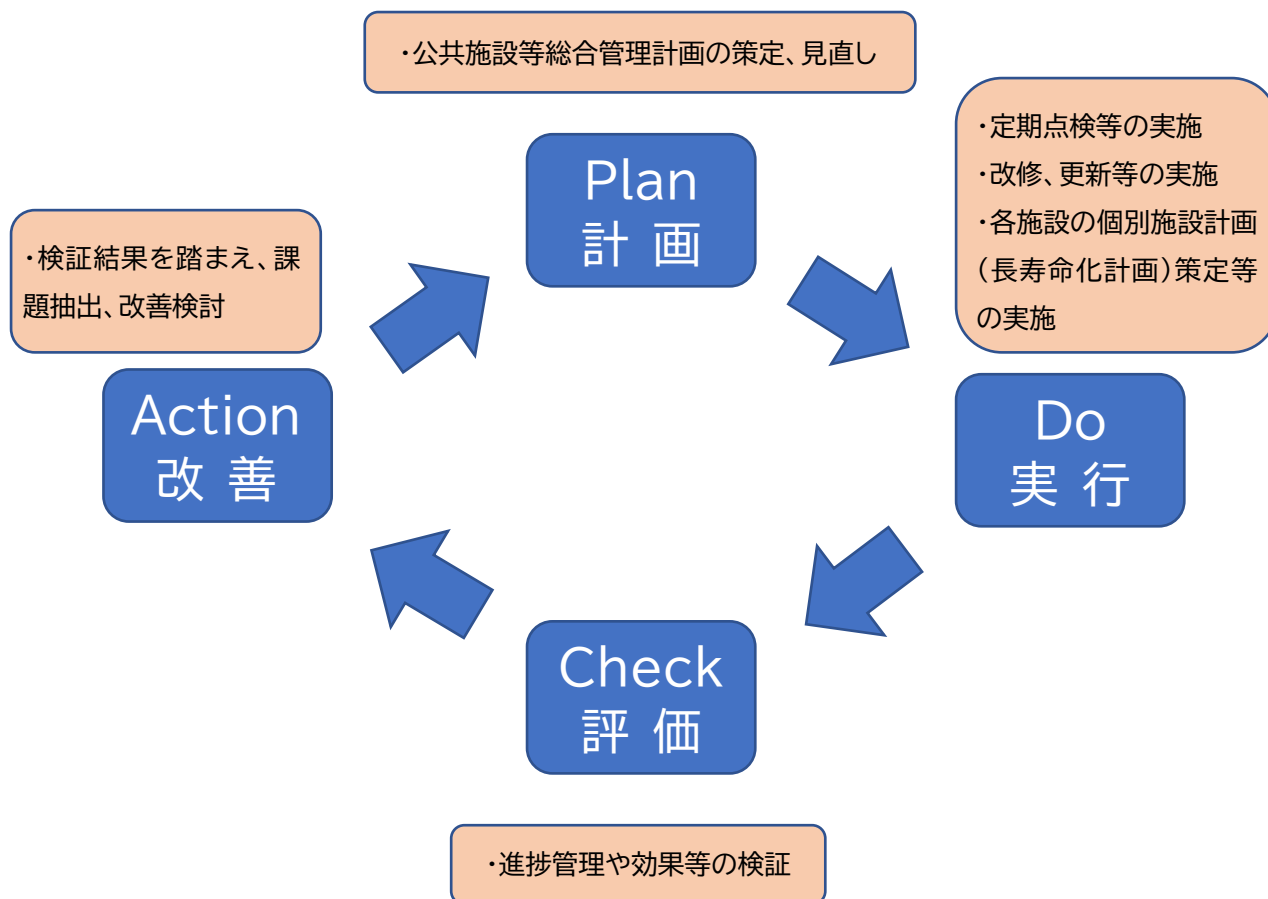 ・公共施設等総合管理計画の策定、見直し
Plan
計 画
・定期点検等の実施
・改修、更新等の実施
・各施設の個別施設計画
(長寿命化計画)策定等
の実施
Do
実 行
Check
評 価
・進捗管理や効果等の検証
・検証結果を踏まえ、課
題抽出、改善検討
Action
改 善